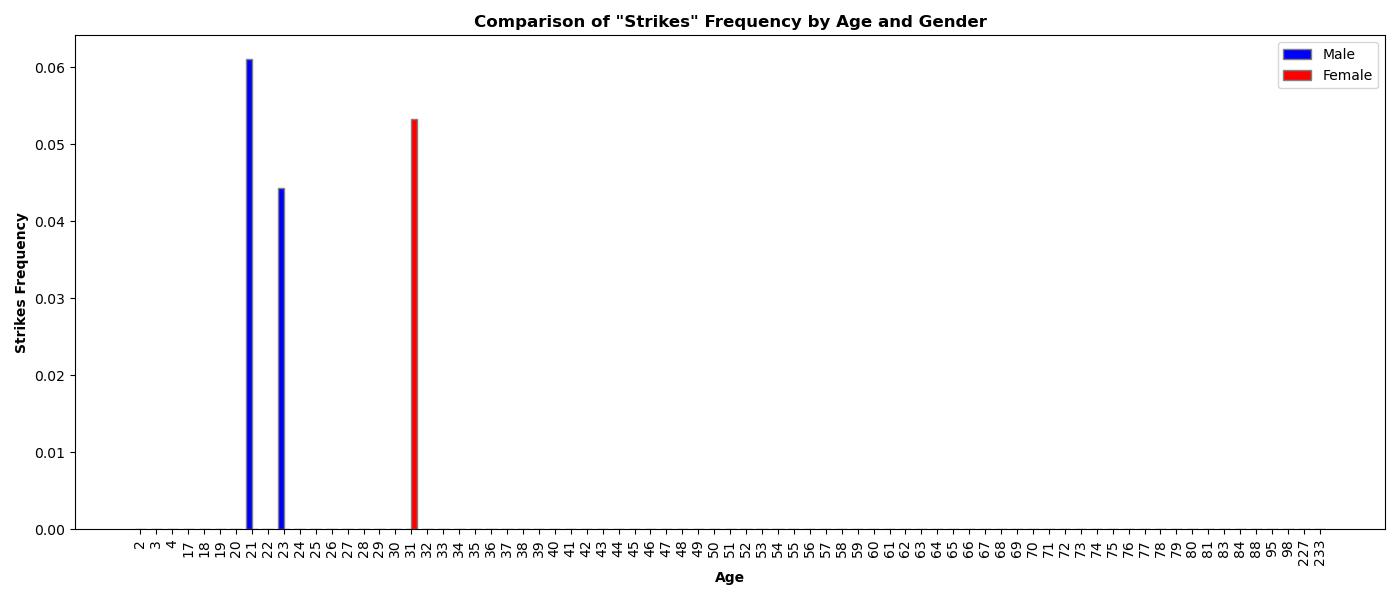 Comparison of "Strikes" Frequency by Age and Gender
Male
Female
0.06
0.05
0.04
0.03
0.02
0.01
0.00
Strikes Frequency
2 3 4 17 18 19 20 21 22 23 24 25 26 27 28 29 30 31 32 33 34 35 36 37 38 39 40 41 42 43 44 45 46 47 48 49 50 51 52 53 54 55 56 57 58 59 60 61 62 63 64 65 66 67 68 69 70 71 72 73 74 75 76 77 78 79 80 81 83 84 88 95 98 227 233
Age